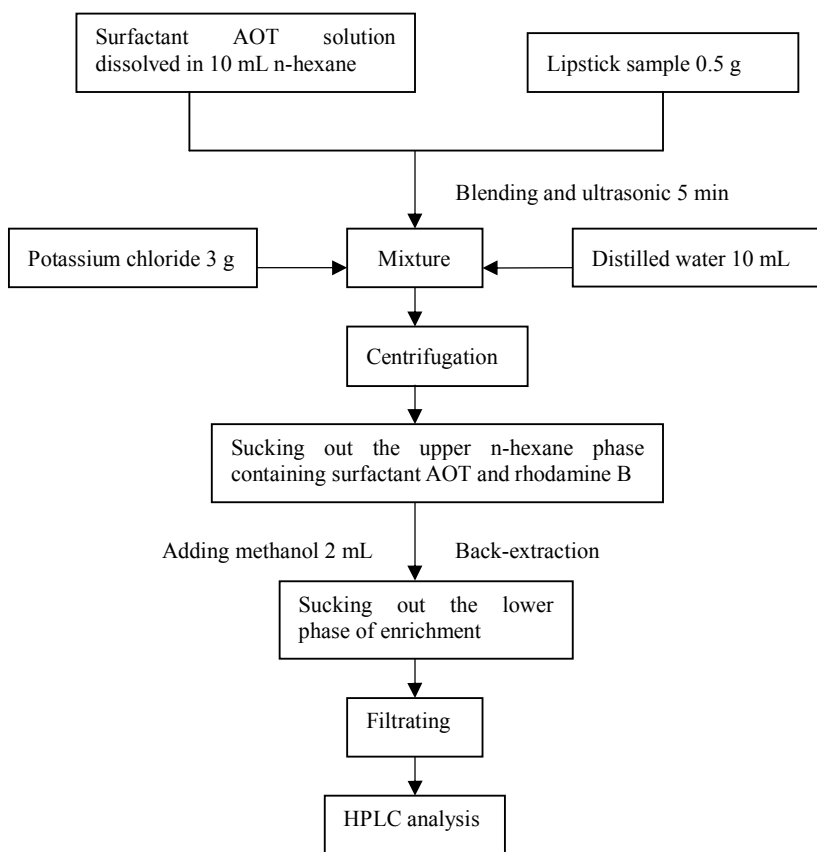 Surfactant AOT solution
dissolved in 10 mL n-hexane
Lipstick sample 0.5 g
Blending and ultrasonic 5 min
Potassium chloride 3 g
Mixture
Distilled water 10 mL
Centrifugation
Sucking out the upper n-hexane phase
containing surfactant AOT and rhodamine B
Adding methanol 2 mL
Back-extraction
Sucking out the lower
phase of enrichment
Filtrating
HPLC analysis